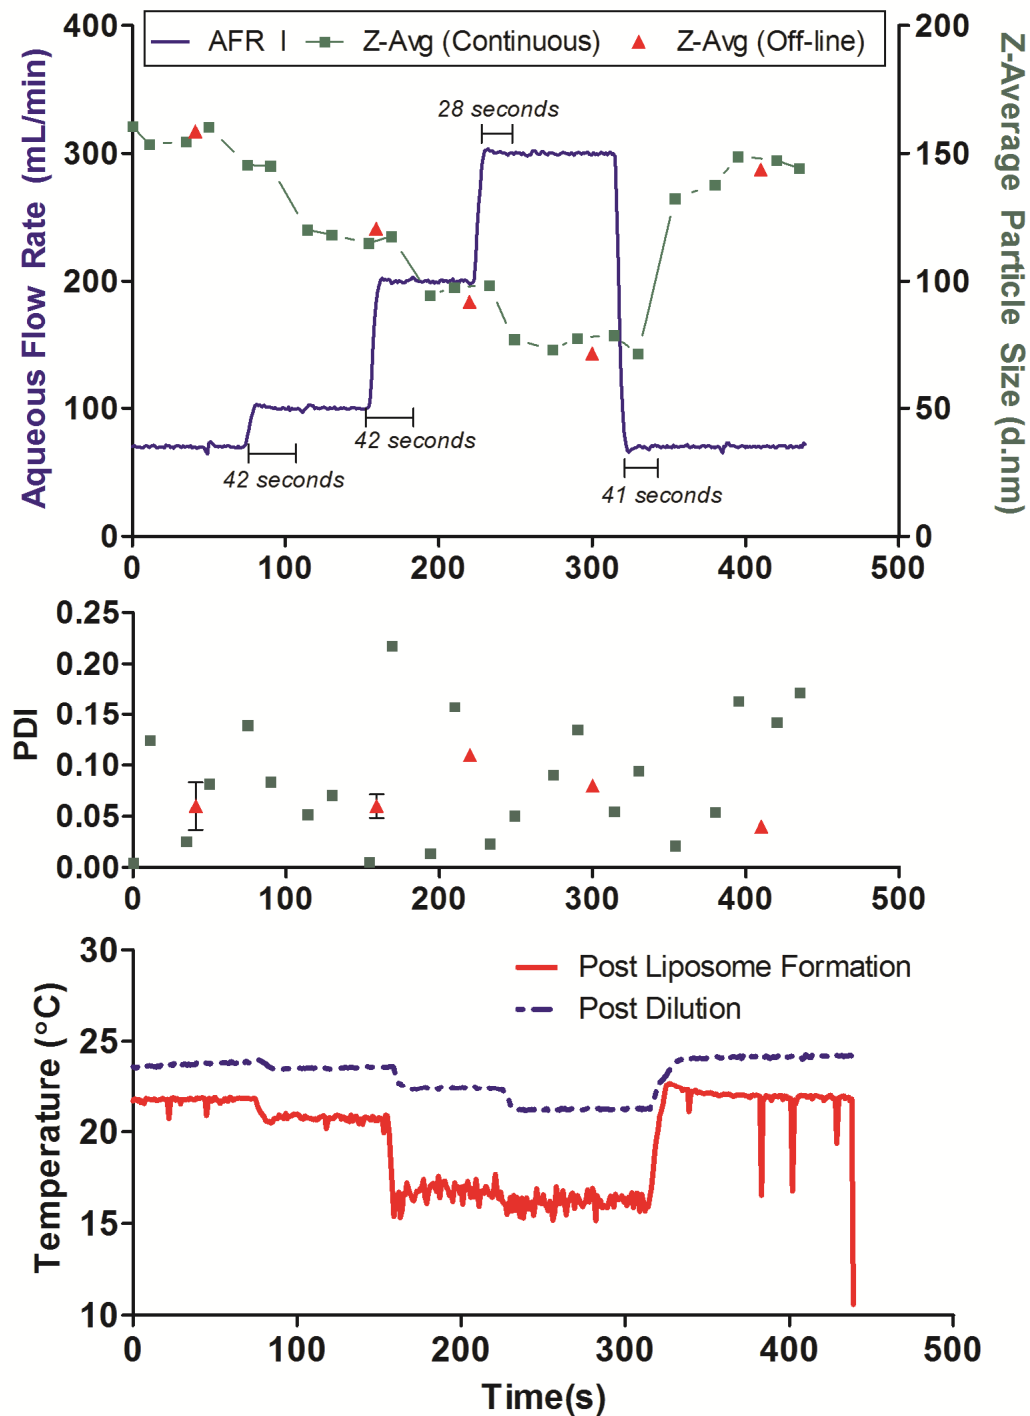 AFR I
Z-Avg (Continuous)
Z-Avg (Off-line)
Aqueous Flow Rate (mL/min)
Z-Average Particle Size (d.nm)
400
300
200
100
0
200
150
100
50
0
28 seconds
42 seconds
42 seconds
41 seconds
0
100
200
300
400
500
PDI
0.25
0.20
0.15
0.10
0.05
0.00
0
100
200
300
400
500
Temperature (°C)
30
25
20
15
10
Post Liposome Formation
Post Dilution
0
100
200
300
400
500
Time(s)